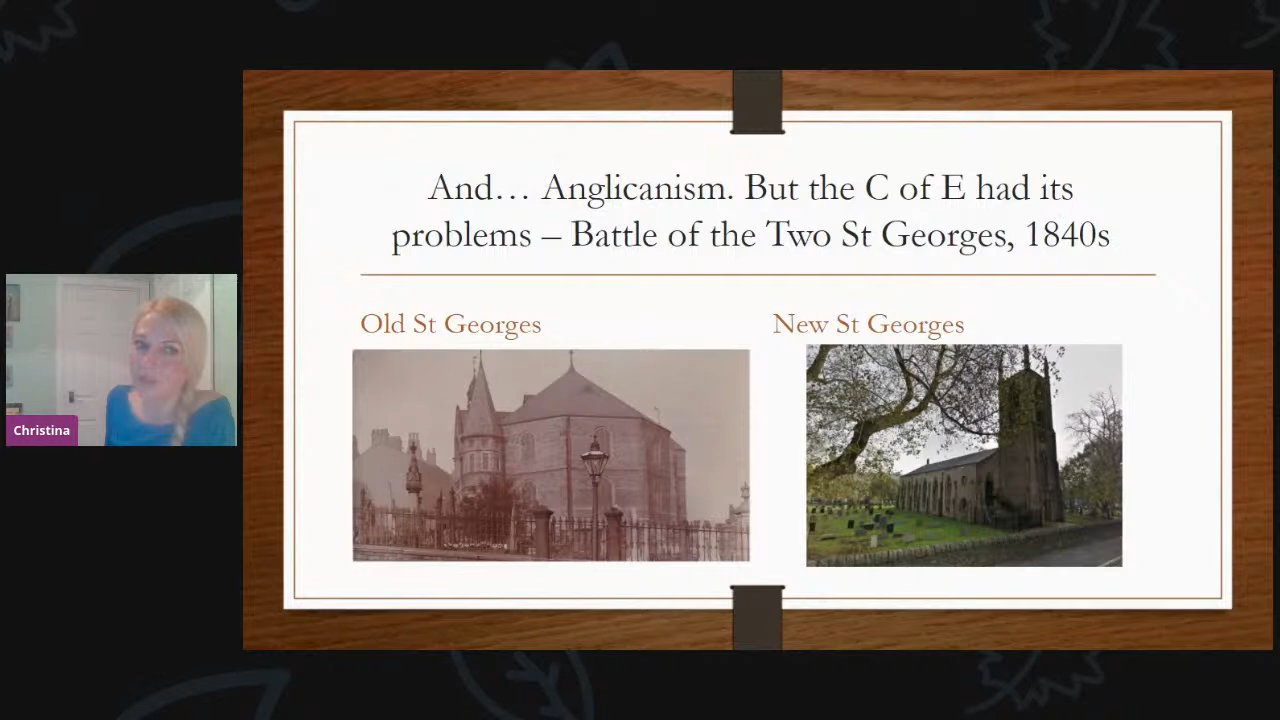 And… Anglicanism. But the C of E had its
problems – Battle of the Two St Georges, 1840s
Old St Georges
New St Georges
Christina